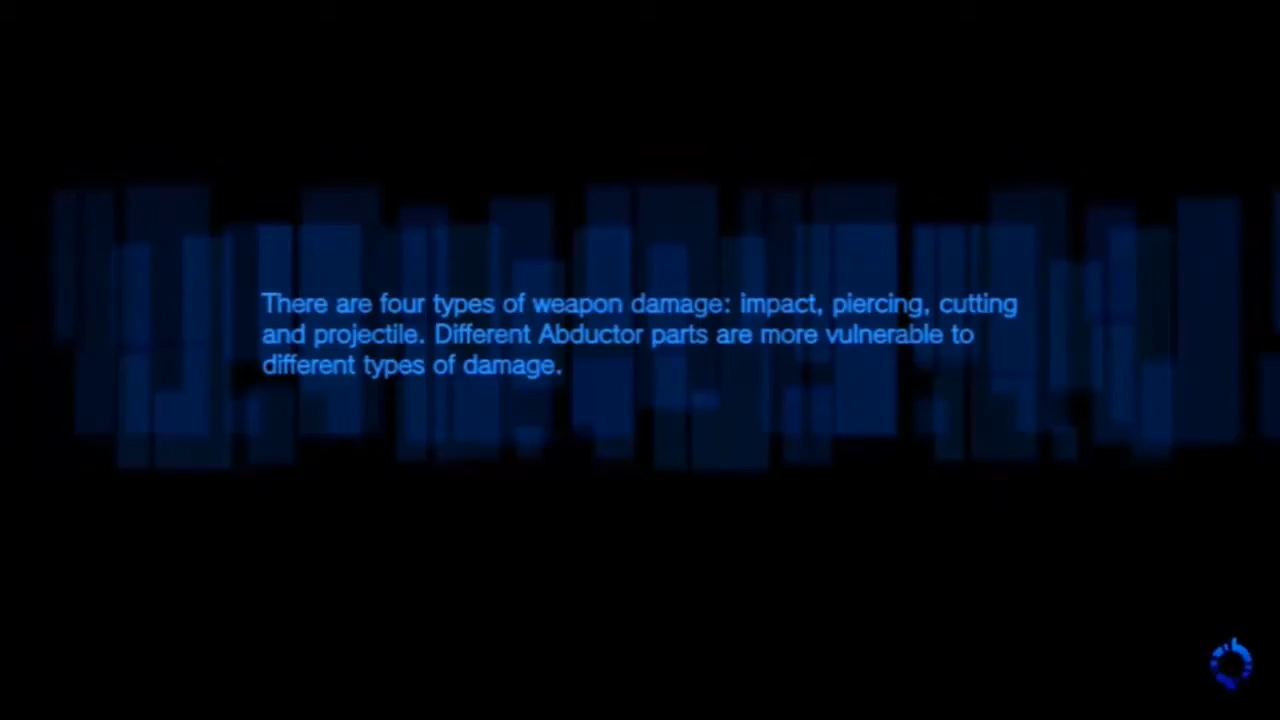 There are four types of weapon damage: impact, piercing, cutting
and projectile. Different Abductor parts are more vulnerable to
different types of damage.